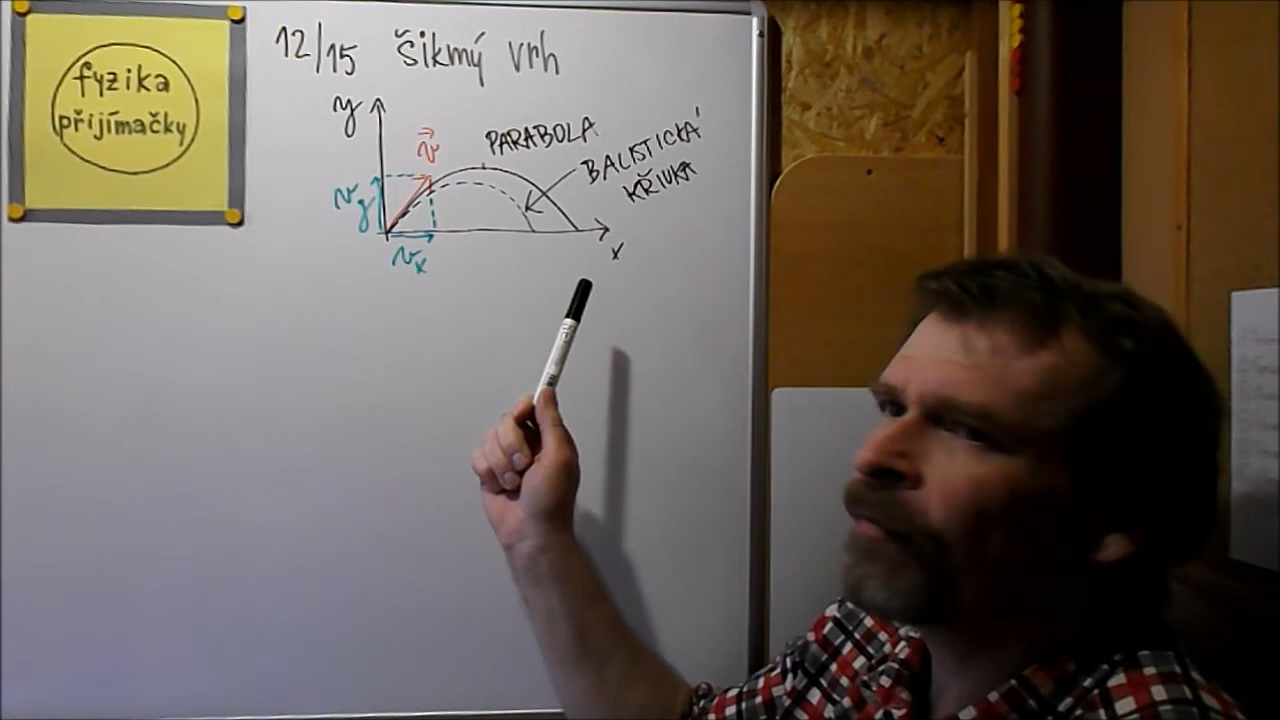 fyzika
přijímačky
12/15 šikmý vrh
y
v
PARABOLA
BALISTICKÁ
KŘIVKA
vy
vx
x